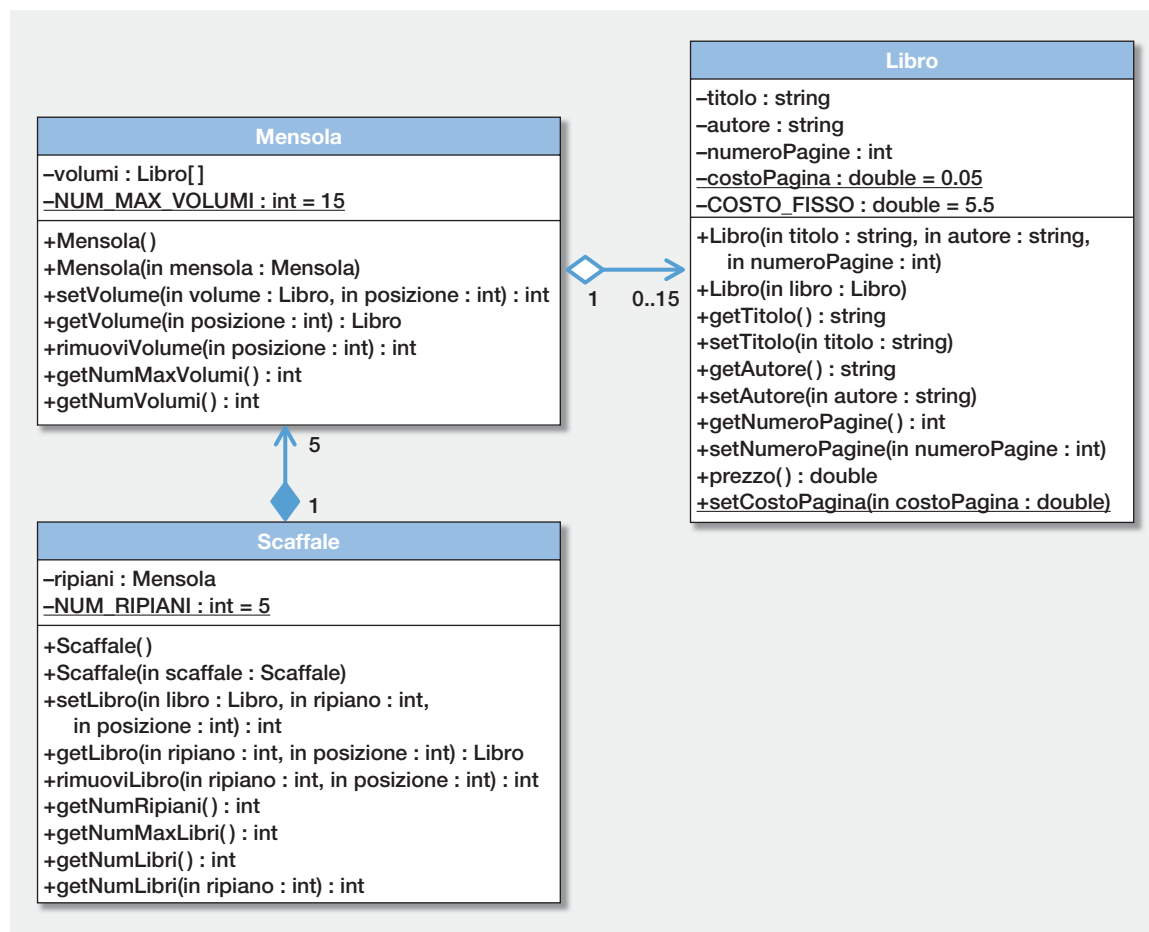 Mensola
–volumi : Libro[ ]
–NUM_MAX_VOLUMI : int = 15
+Mensola( )
+Mensola(in mensola : Mensola)
+setVolume(in volume : Libro, in posizione : int) : int
+getVolume(in posizione : int) : Libro
+rimuoviVolume(in posizione : int) : int
+getNumMaxVolumi( ) : int
+getNumVolumi( ) : int
1
0..15
Libro
–titolo : string
–autore : string
–numeroPagine : int
–costoPagina : double = 0.05
–COSTO_FISSO : double = 5.5
+Libro(in titolo : string, in autore : string,
in numeroPagine : int)
+Libro(in libro : Libro)
+getTitolo( ) : string
+setTitolo(in titolo : string)
+getAutore( ) : string
+setAutore(in autore : string)
+getNumeroPagine( ) : int
+setNumeroPagine(in numeroPagine : int)
+prezzo( ) : double
+setCostoPagina(in costoPagina : double)
5
1
Scaffale
–ripiani : Mensola
–NUM_RIPIANI : int = 5
+Scaffale( )
+Scaffale(in scaffale : Scaffale)
+setLibro(in libro : Libro, in ripiano : int,
in posizione : int) : int
+getLibro(in ripiano : int, in posizione : int) : Libro
+rimuoviLibro(in ripiano : int, in posizione : int) : int
+getNumRipiani( ) : int
+getNumMaxLibri( ) : int
+getNumLibri( ) : int
+getNumLibri(in ripiano : int) : int